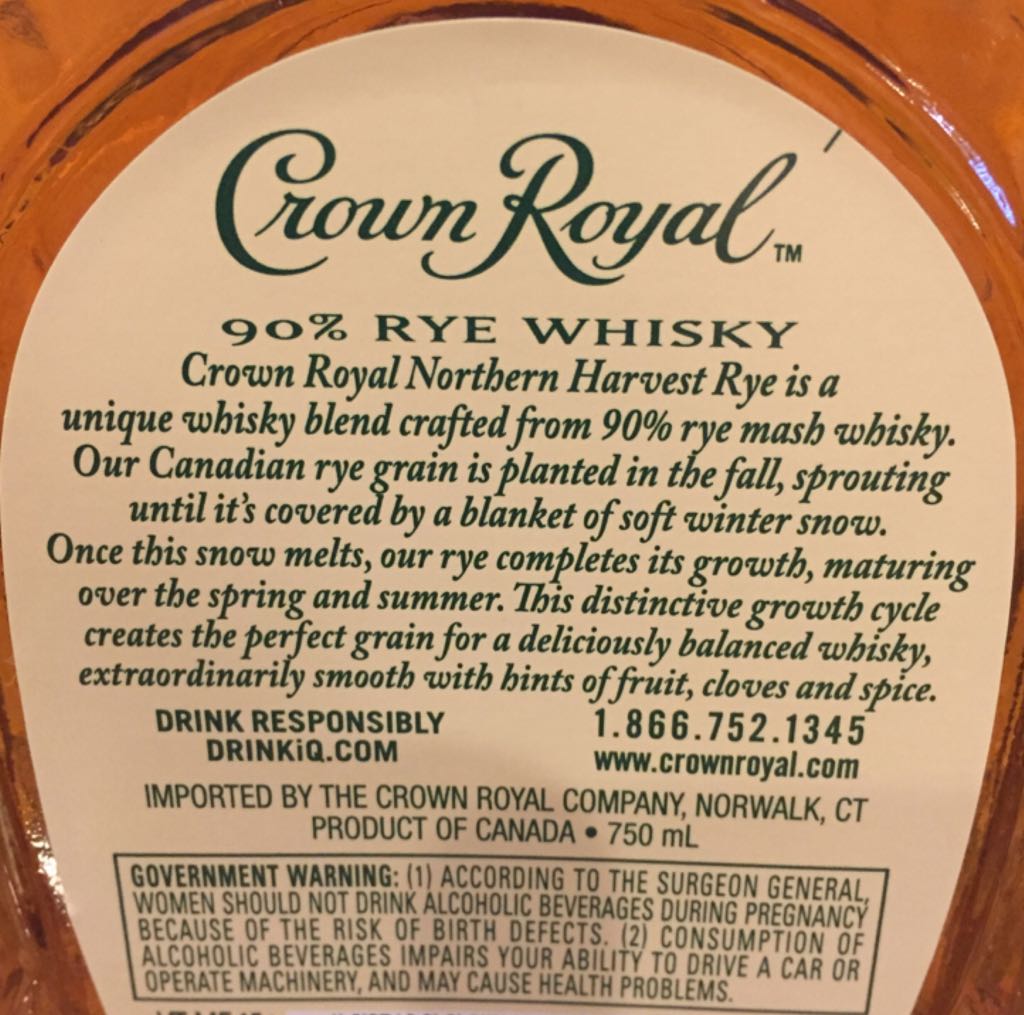 Crown Royal™
90% RYE WHISKY
Crown Royal Northern Harvest Rye is a
unique whisky blend crafted from 90% rye mash whisky.
Our Canadian rye grain is planted in the fall, sprouting
until it's covered by a blanket of soft winter snow.
Once this snow melts, our rye completes its growth, maturing
over the spring and summer. This distinctive growth cycle
creates the perfect grain for a deliciously balanced whisky,
extraordinarily smooth with hints of fruit, cloves and spice.
DRINK RESPONSIBLY
DRINKiQ.COM
1.866.752.1345
www.crownroyal.com
IMPORTED BY THE CROWN ROYAL COMPANY, NORWALK, CT
PRODUCT OF CANADA • 750 mL
GOVERNMENT WARNING: (1) ACCORDING TO THE SURGEON GENERAL,
WOMEN SHOULD NOT DRINK ALCOHOLIC BEVERAGES DURING PREGNANCY
BECAUSE OF THE RISK OF BIRTH DEFECTS. (2) CONSUMPTION OF
ALCOHOLIC BEVERAGES IMPAIRS YOUR ABILITY TO DRIVE A CAR OR
OPERATE MACHINERY, AND MAY CAUSE HEALTH PROBLEMS.